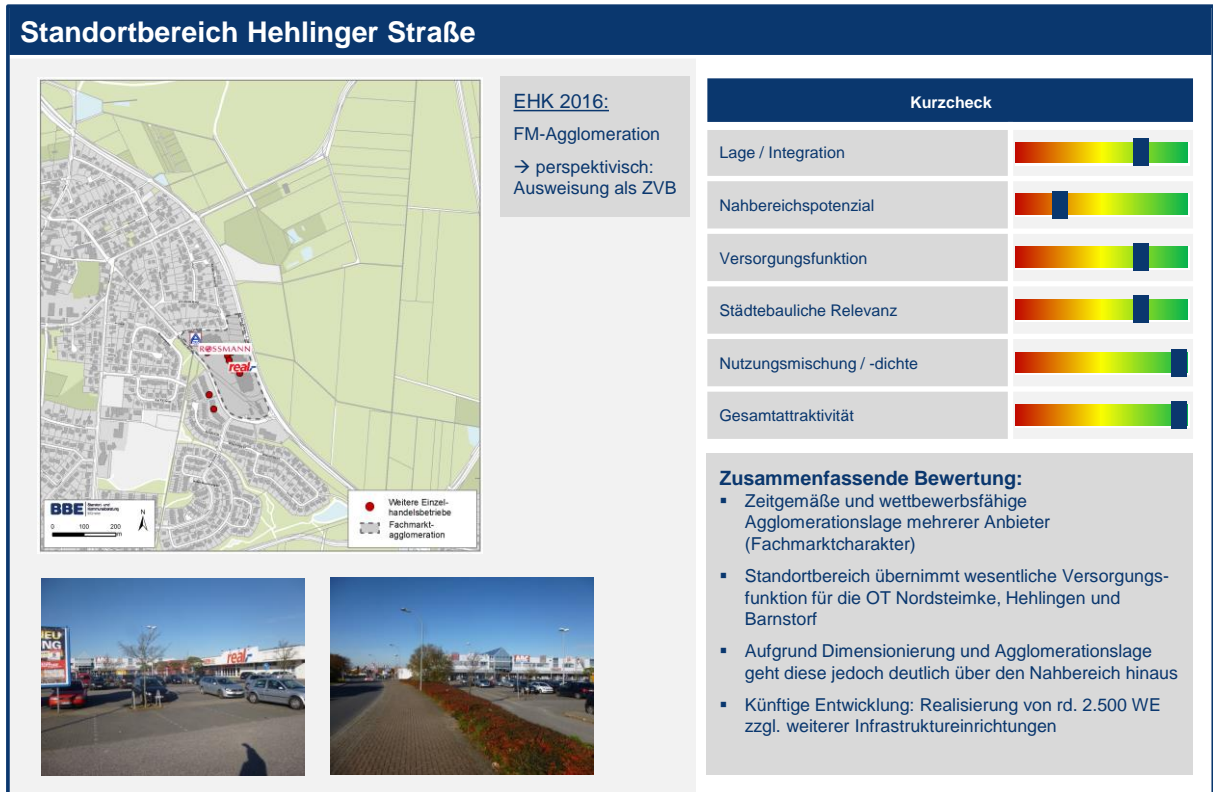 Standortbereich Hehlinger Straße
EHK 2016:
FM-Agglomeration
→ perspektivisch:
Ausweisung als ZVB
ROSSMANN
real,-
BBE
0 100 200
m
N
Weitere Einzel-
handelsbetriebe
Fachmarkt-
agglomeration
NEU
NG
real,-
Kurzcheck
Lage / Integration
Nahbereichspotenzial
Versorgungsfunktion
Städtebauliche Relevanz
Nutzungsmischung / -dichte
Gesamtattraktivität
Zusammenfassende Bewertung:
▪ Zeitgemäße und wettbewerbsfähige
Agglomerationslage mehrerer Anbieter
(Fachmarktcharakter)
▪ Standortbereich übernimmt wesentliche Versorgungs-
funktion für die OT Nordsteimke, Hehlingen und
Barnstorf
▪ Aufgrund Dimensionierung und Agglomerationslage
geht diese jedoch deutlich über den Nahbereich hinaus
▪ Künftige Entwicklung: Realisierung von rd. 2.500 WE
zzgl. weiterer Infrastruktureinrichtungen